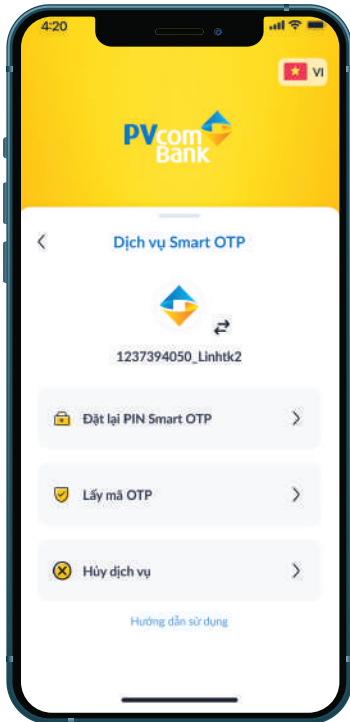 4:20
VI
PVcom
Bank
Dịch vụ Smart OTP
1237394050_Linhtk2
Đặt lại PIN Smart OTP
Lấy mã OTP
Hủy dịch vụ
Hướng dẫn sử dụng